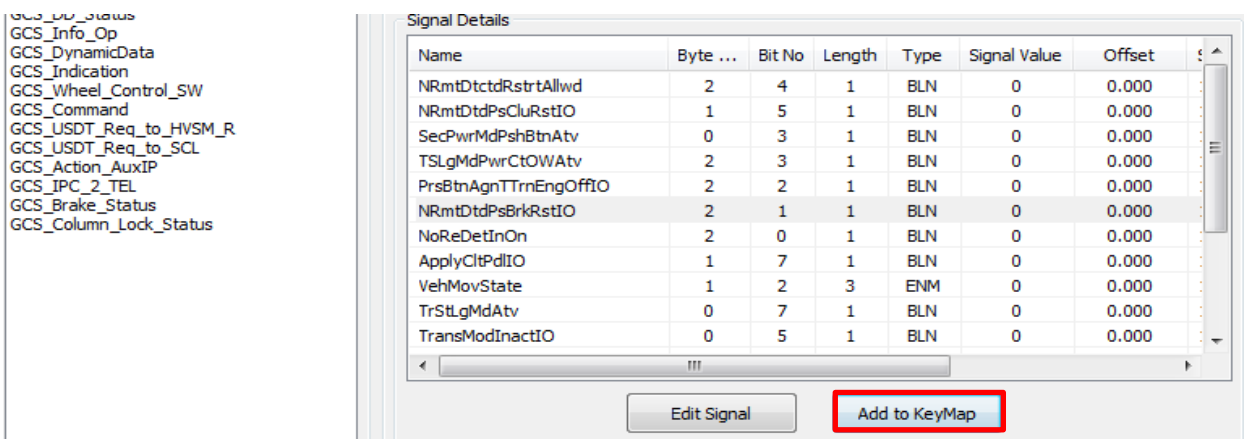 GCS_DD_Status
GCS_Info_Op
GCS_DynamicData
GCS_Indication
GCS_Wheel_Control_SW
GCS_Command
GCS_USDT_Req_to_HVSM_R
GCS_USDT_Req_to_SCL
GCS_Action_AuxIP
GCS_IPC_2_TEL
GCS_Brake_Status
GCS_Column_Lock_Status
Signal Details
Name Byte ... Bit No Length Type Signal Value Offset
NRmtDtctdRstrtAllwd 2 4 1 BLN 0 0.000
NRmtDtdPsCluRstIO 1 5 1 BLN 0 0.000
SecPwrMdPshBtnAtv 0 3 1 BLN 0 0.000
TSLgMdPwrCtOWAtv 2 3 1 BLN 0 0.000
PrsBtnAgnTTrnEngOffIO 2 2 1 BLN 0 0.000
NRmtDtdPsBrkRstIO 2 1 1 BLN 0 0.000
NoReDetInOn 2 0 1 BLN 0 0.000
ApplyCltPdlIO 1 7 1 BLN 0 0.000
VehMovState 1 2 3 ENM 0 0.000
TrStLgMdAtv 0 7 1 BLN 0 0.000
TransModInactIO 0 5 1 BLN 0 0.000
Edit Signal Add to KeyMap